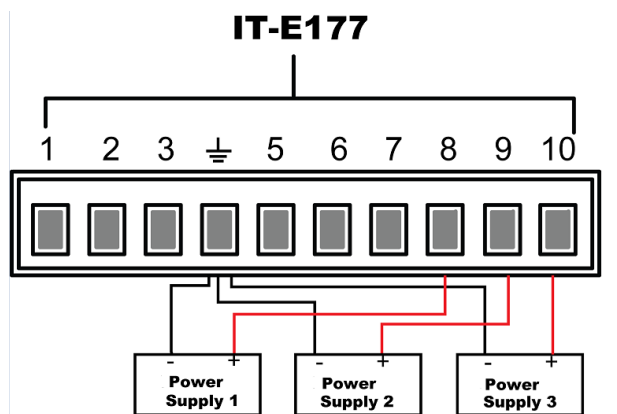 IT-E177
1 2 3 5 6 7 8 9 10
- + - + - +
Power Power Power
Supply 1 Supply 2 Supply 3